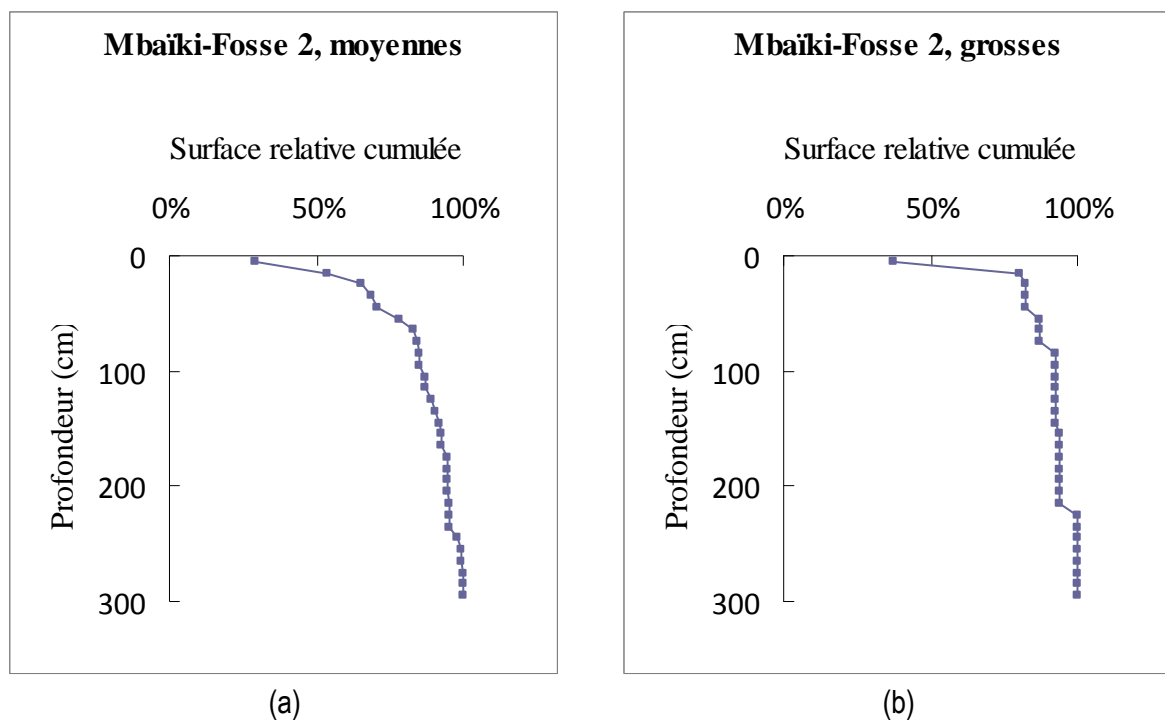 Mbaïki-Fosse 2, moyennes
Surface relative cumulée
0% 50% 100%
0
100
200
300
Profondeur (cm)
(a)
Mbaïki-Fosse 2, grosses
Surface relative cumulée
0% 50% 100%
0
100
200
300
Profondeur (cm)
(b)